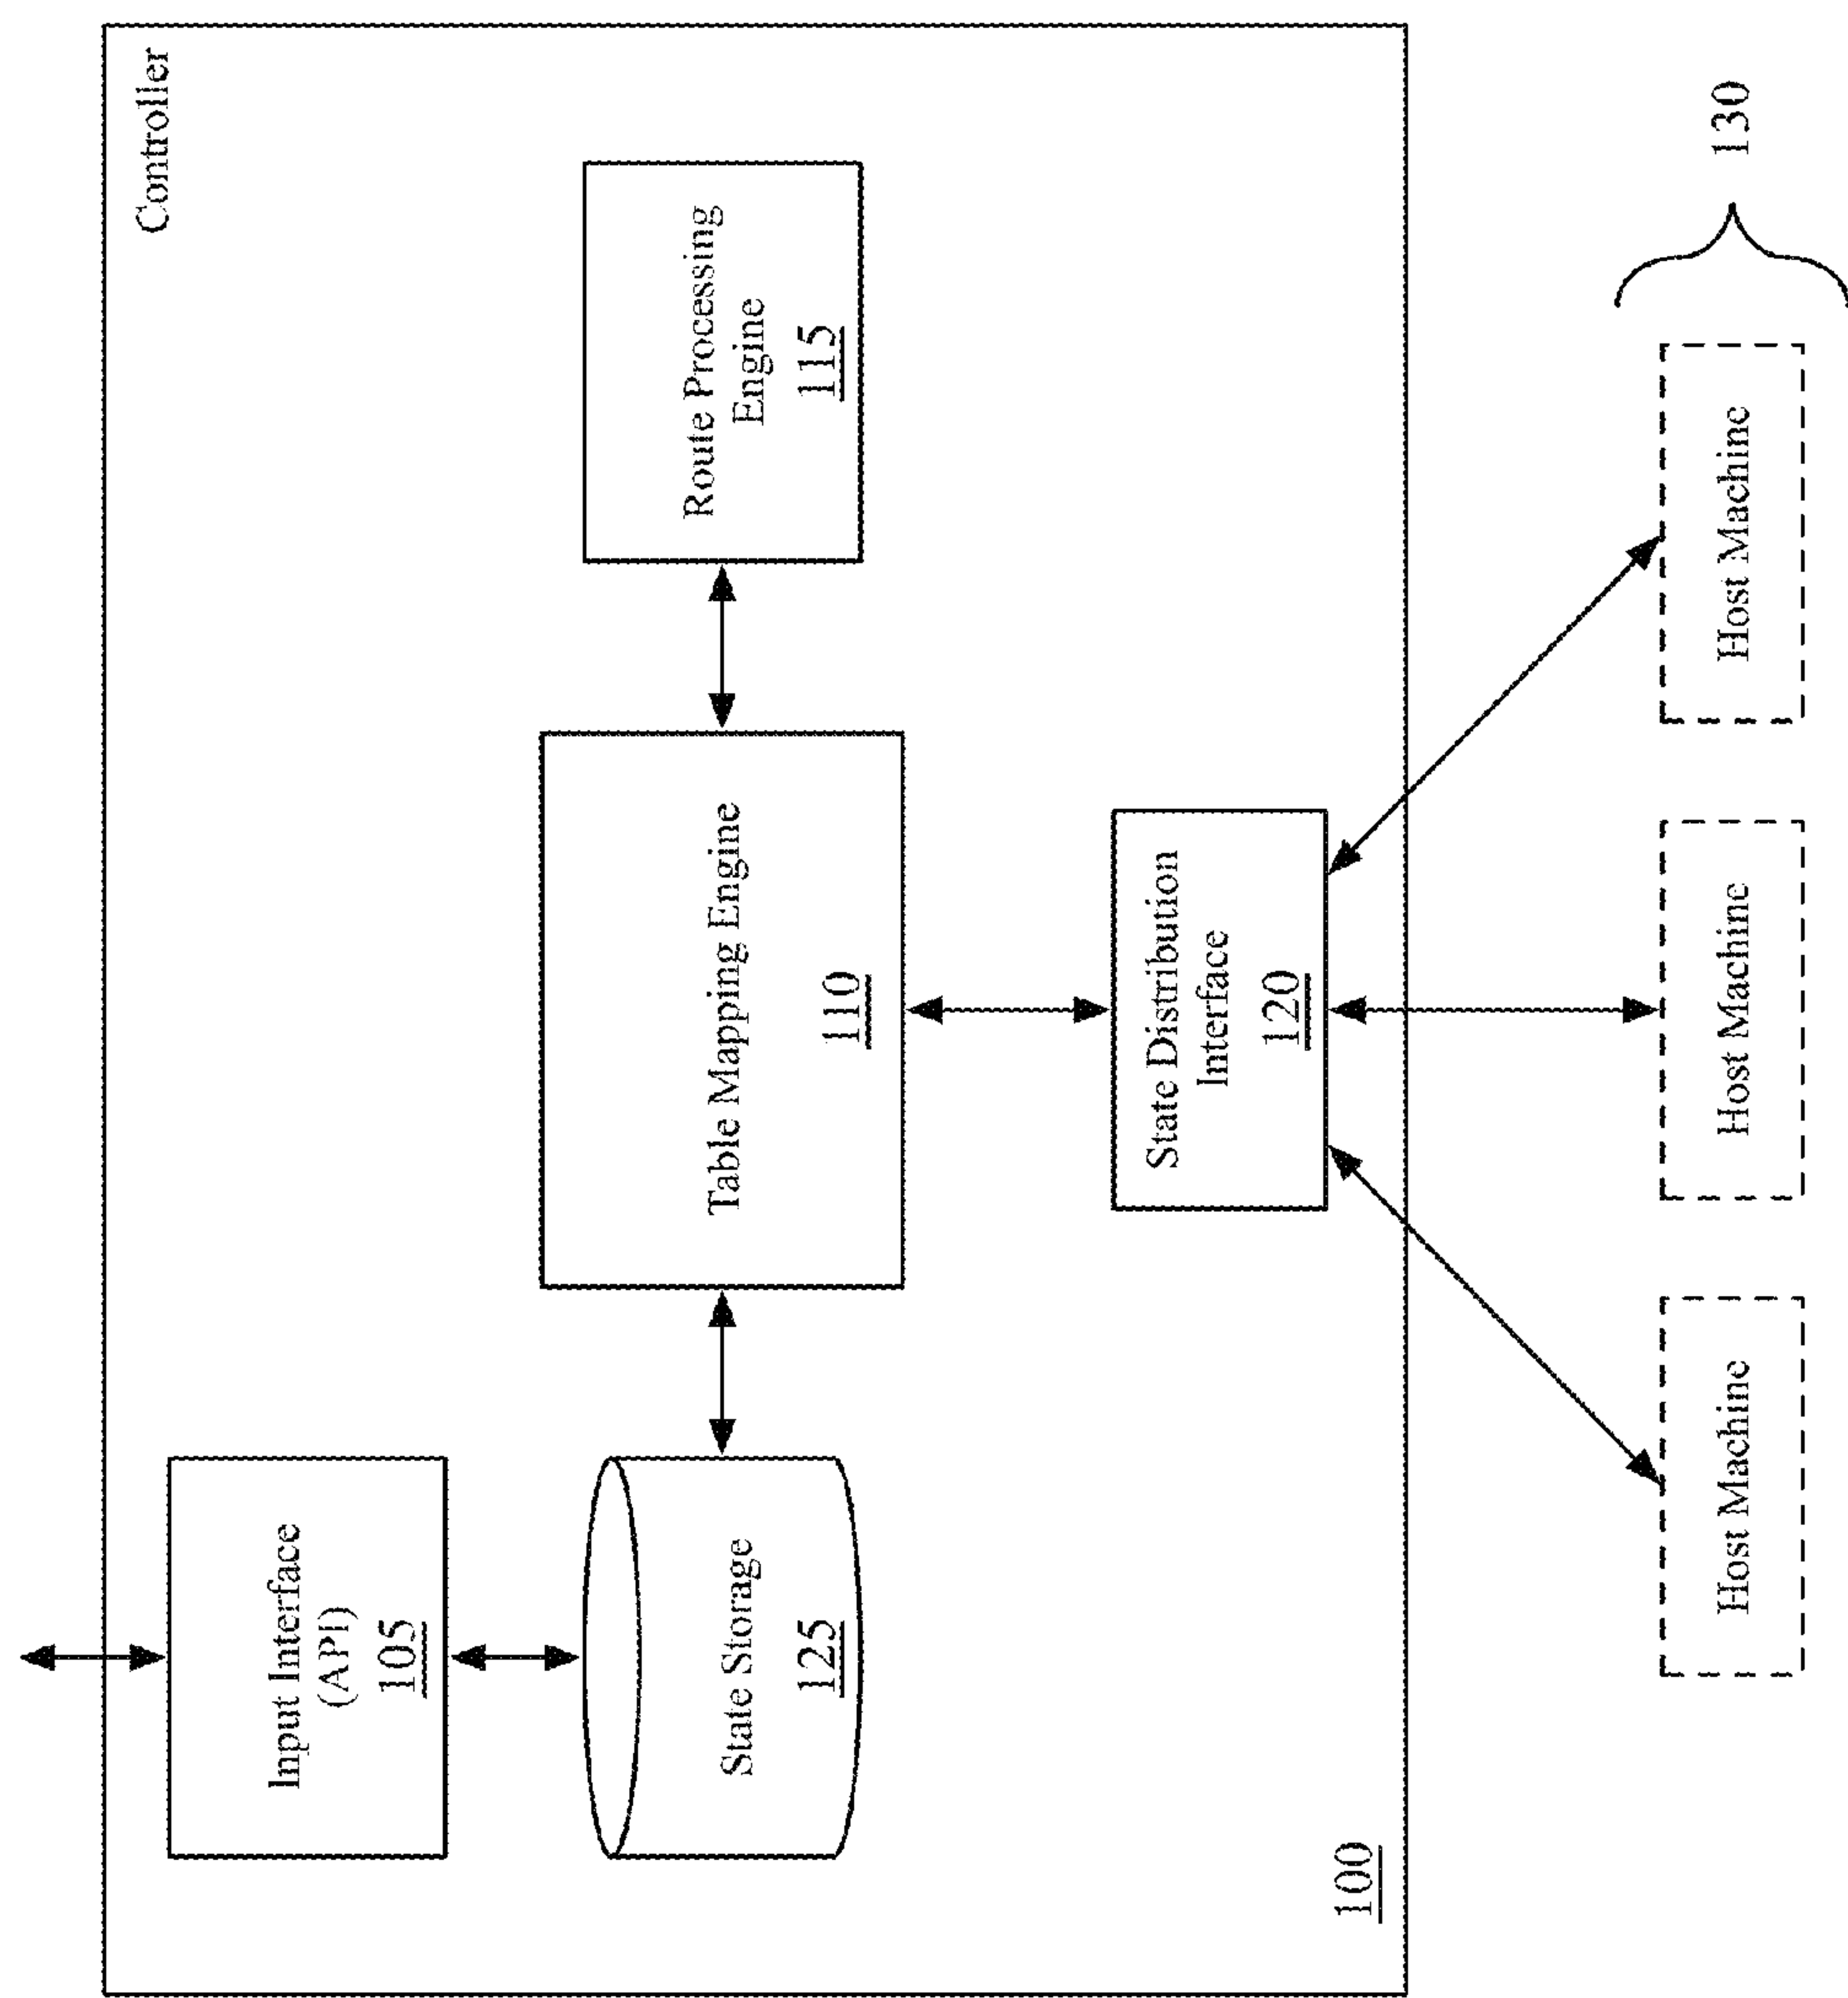 Controller
Input Interface
(API)
105
State Storage
125
Table Mapping Engine
110
Route Processing
Engine
115
State Distribution
Interface
120
100
Host Machine
Host Machine
Host Machine
130